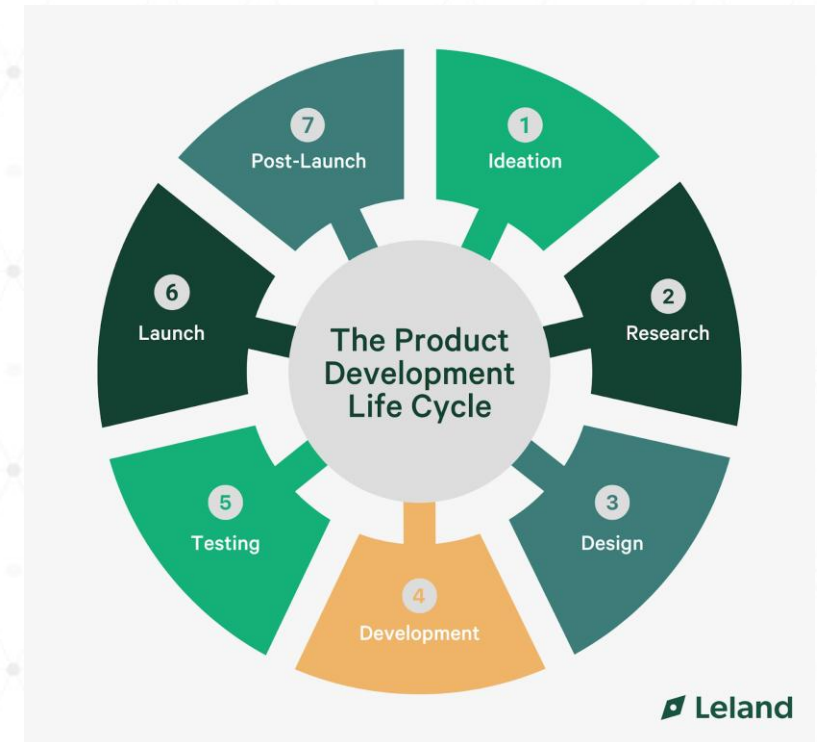 The Product
Development
Life Cycle
1
Ideation
2
Research
3
Design
4
Development
5
Testing
6
Launch
7
Post-Launch
Leland